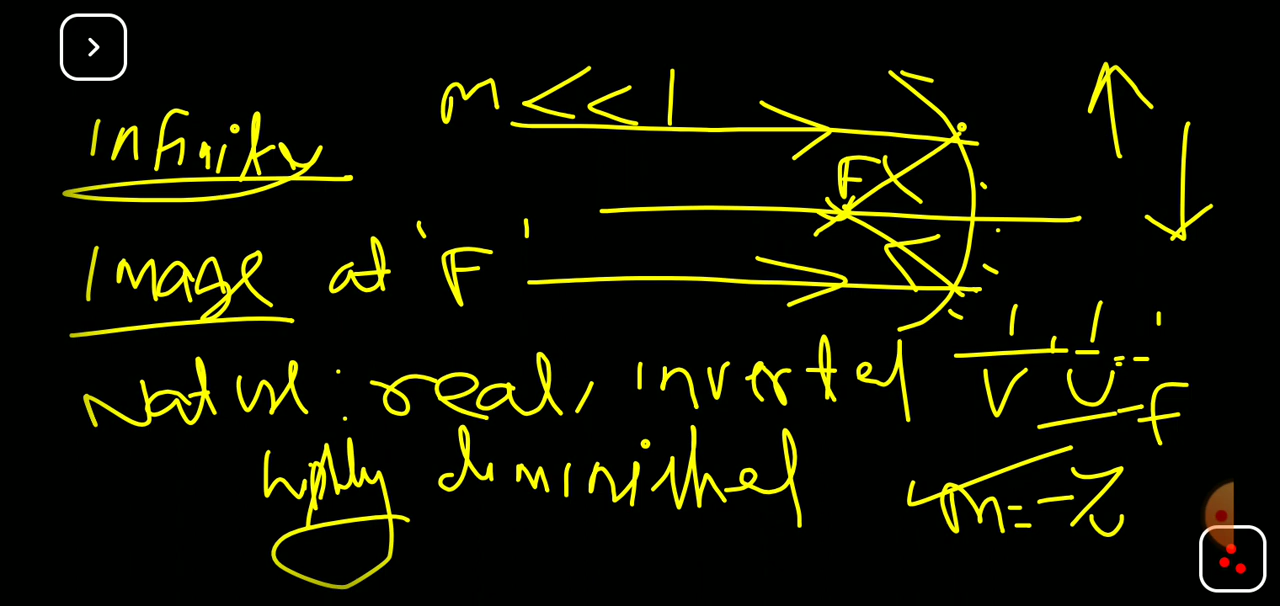 m << 1
Infinity
F
Image at 'F'
Nature: real, inverted
highly diminished
1/v + 1/u = 1/f
m = -v/u